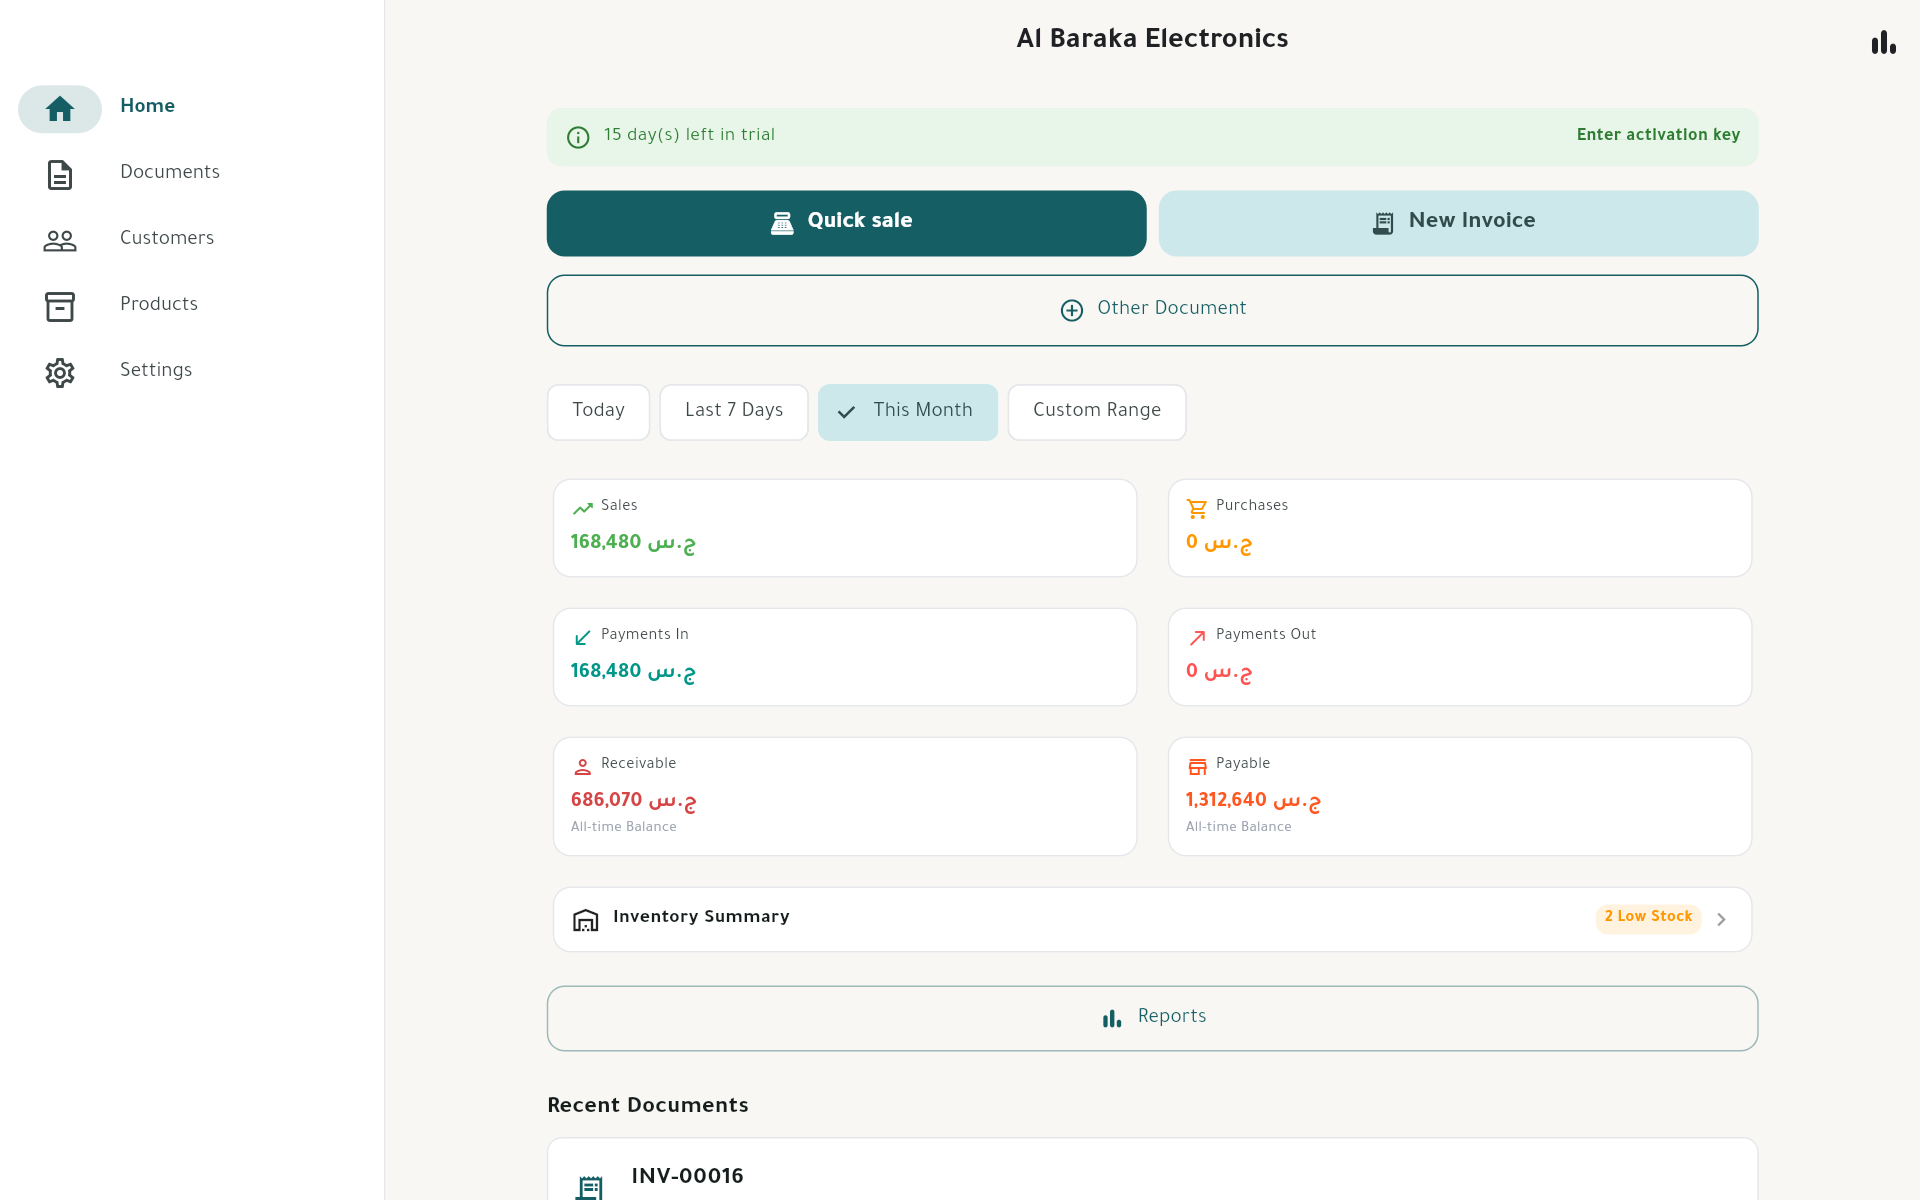 Al Baraka Electronics
Home
Documents
Customers
Products
Settings
15 day(s) left in trial
Enter activation key
Quick sale
New Invoice
Other Document
Today
Last 7 Days
This Month
Custom Range
Sales
168,480 ج.س
Purchases
0 ج.س
Payments In
168,480 ج.س
Payments Out
0 ج.س
Receivable
686,070 ج.س
All-time Balance
Payable
1,312,640 ج.س
All-time Balance
Inventory Summary
2 Low Stock
Reports
Recent Documents
INV-00016